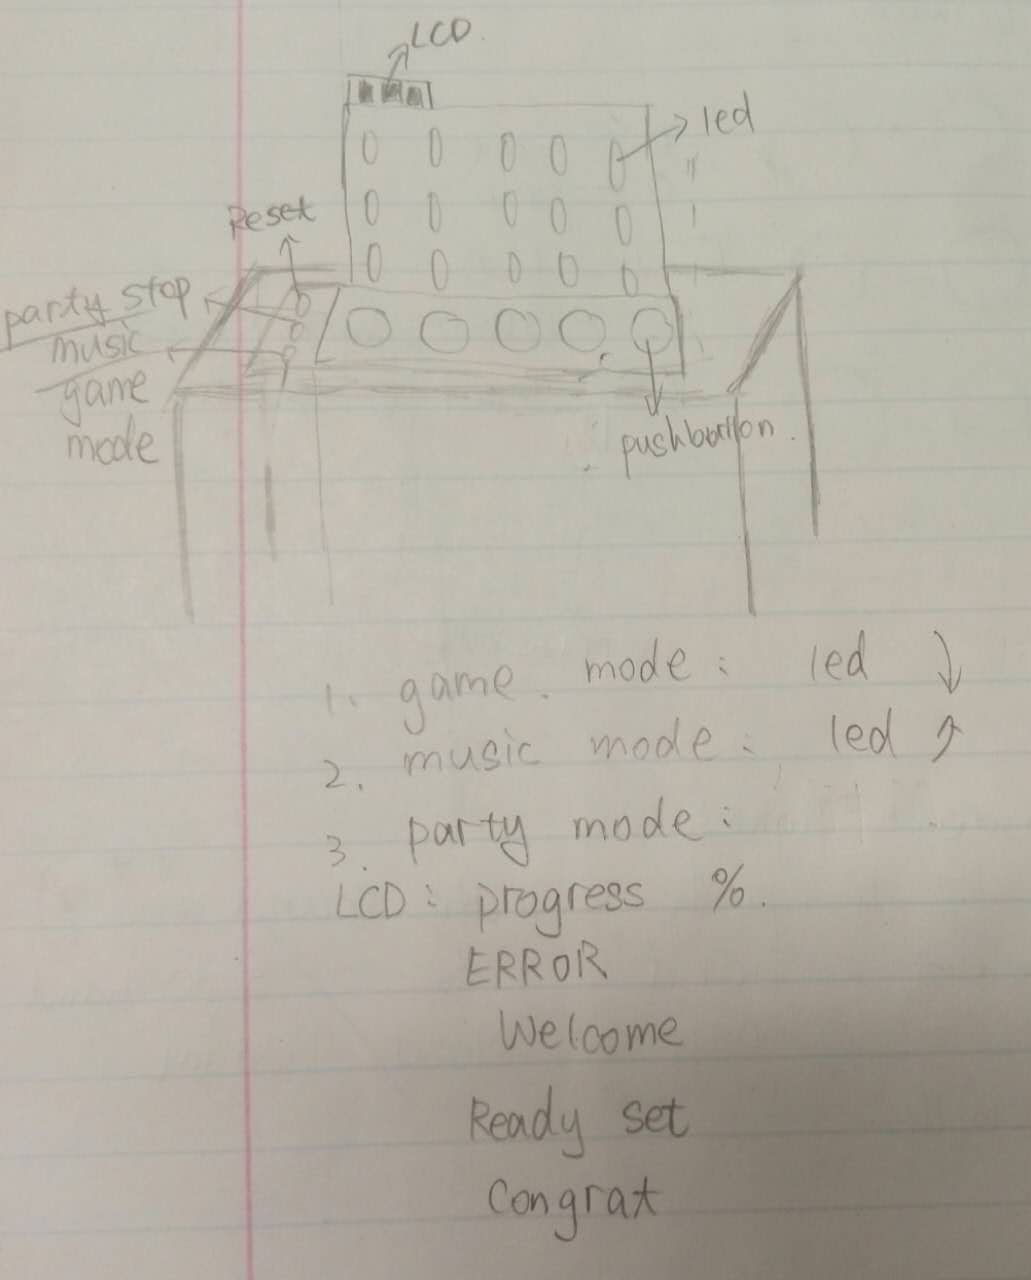 LCD.
led
"
Reset
party stop
music
game
mode
pushbutton.
1. game. mode : led ↓
2. music mode : led ↗
3. party mode :
LCD : progress %.
ERROR
Welcome
Ready set
Congrat